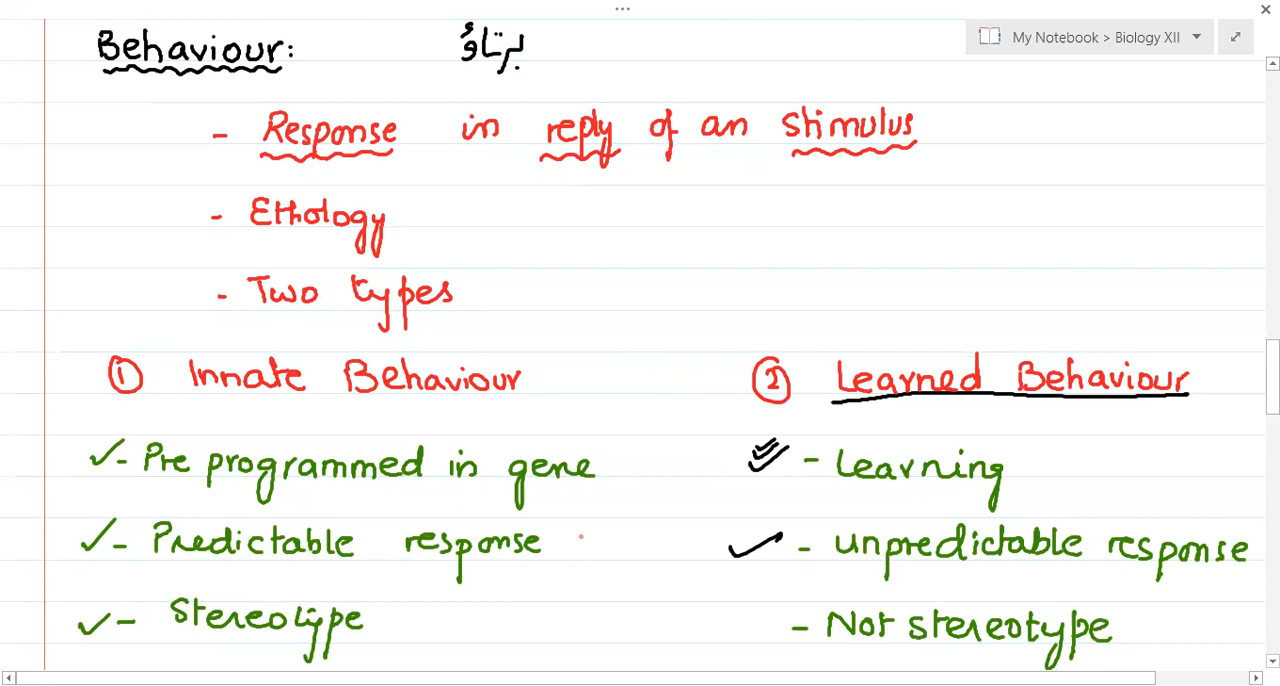 ...
My Notebook > Biology XII
Behaviour: برتاؤ
- Response in reply of an stimulus
- Ethology
- Two types
① Innate Behaviour
② Learned Behaviour
✓ - Pre programmed in gene
✓ - Learning
✓ - Predictable response
✓ - unpredictable response
✓ - Stereotype
- Not stereotype